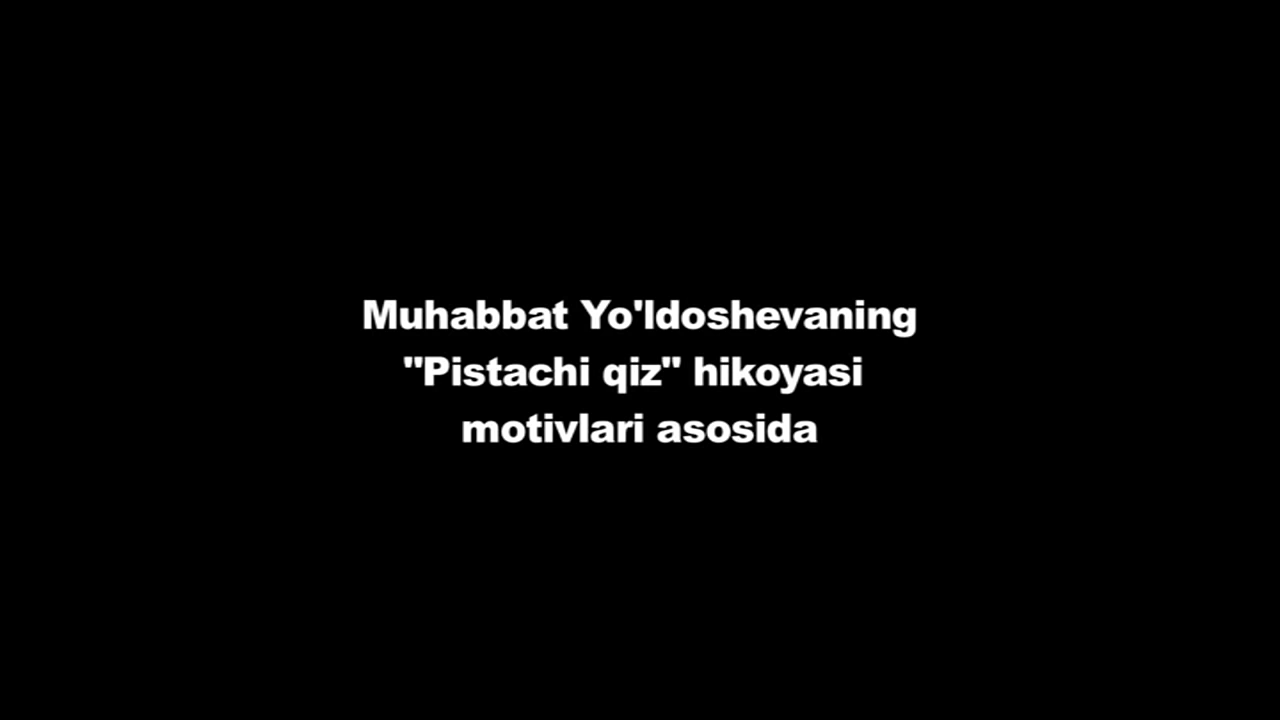 Muhabbat Yo'ldoshevaning
"Pistachi qiz" hikoyasi
motivlari asosida